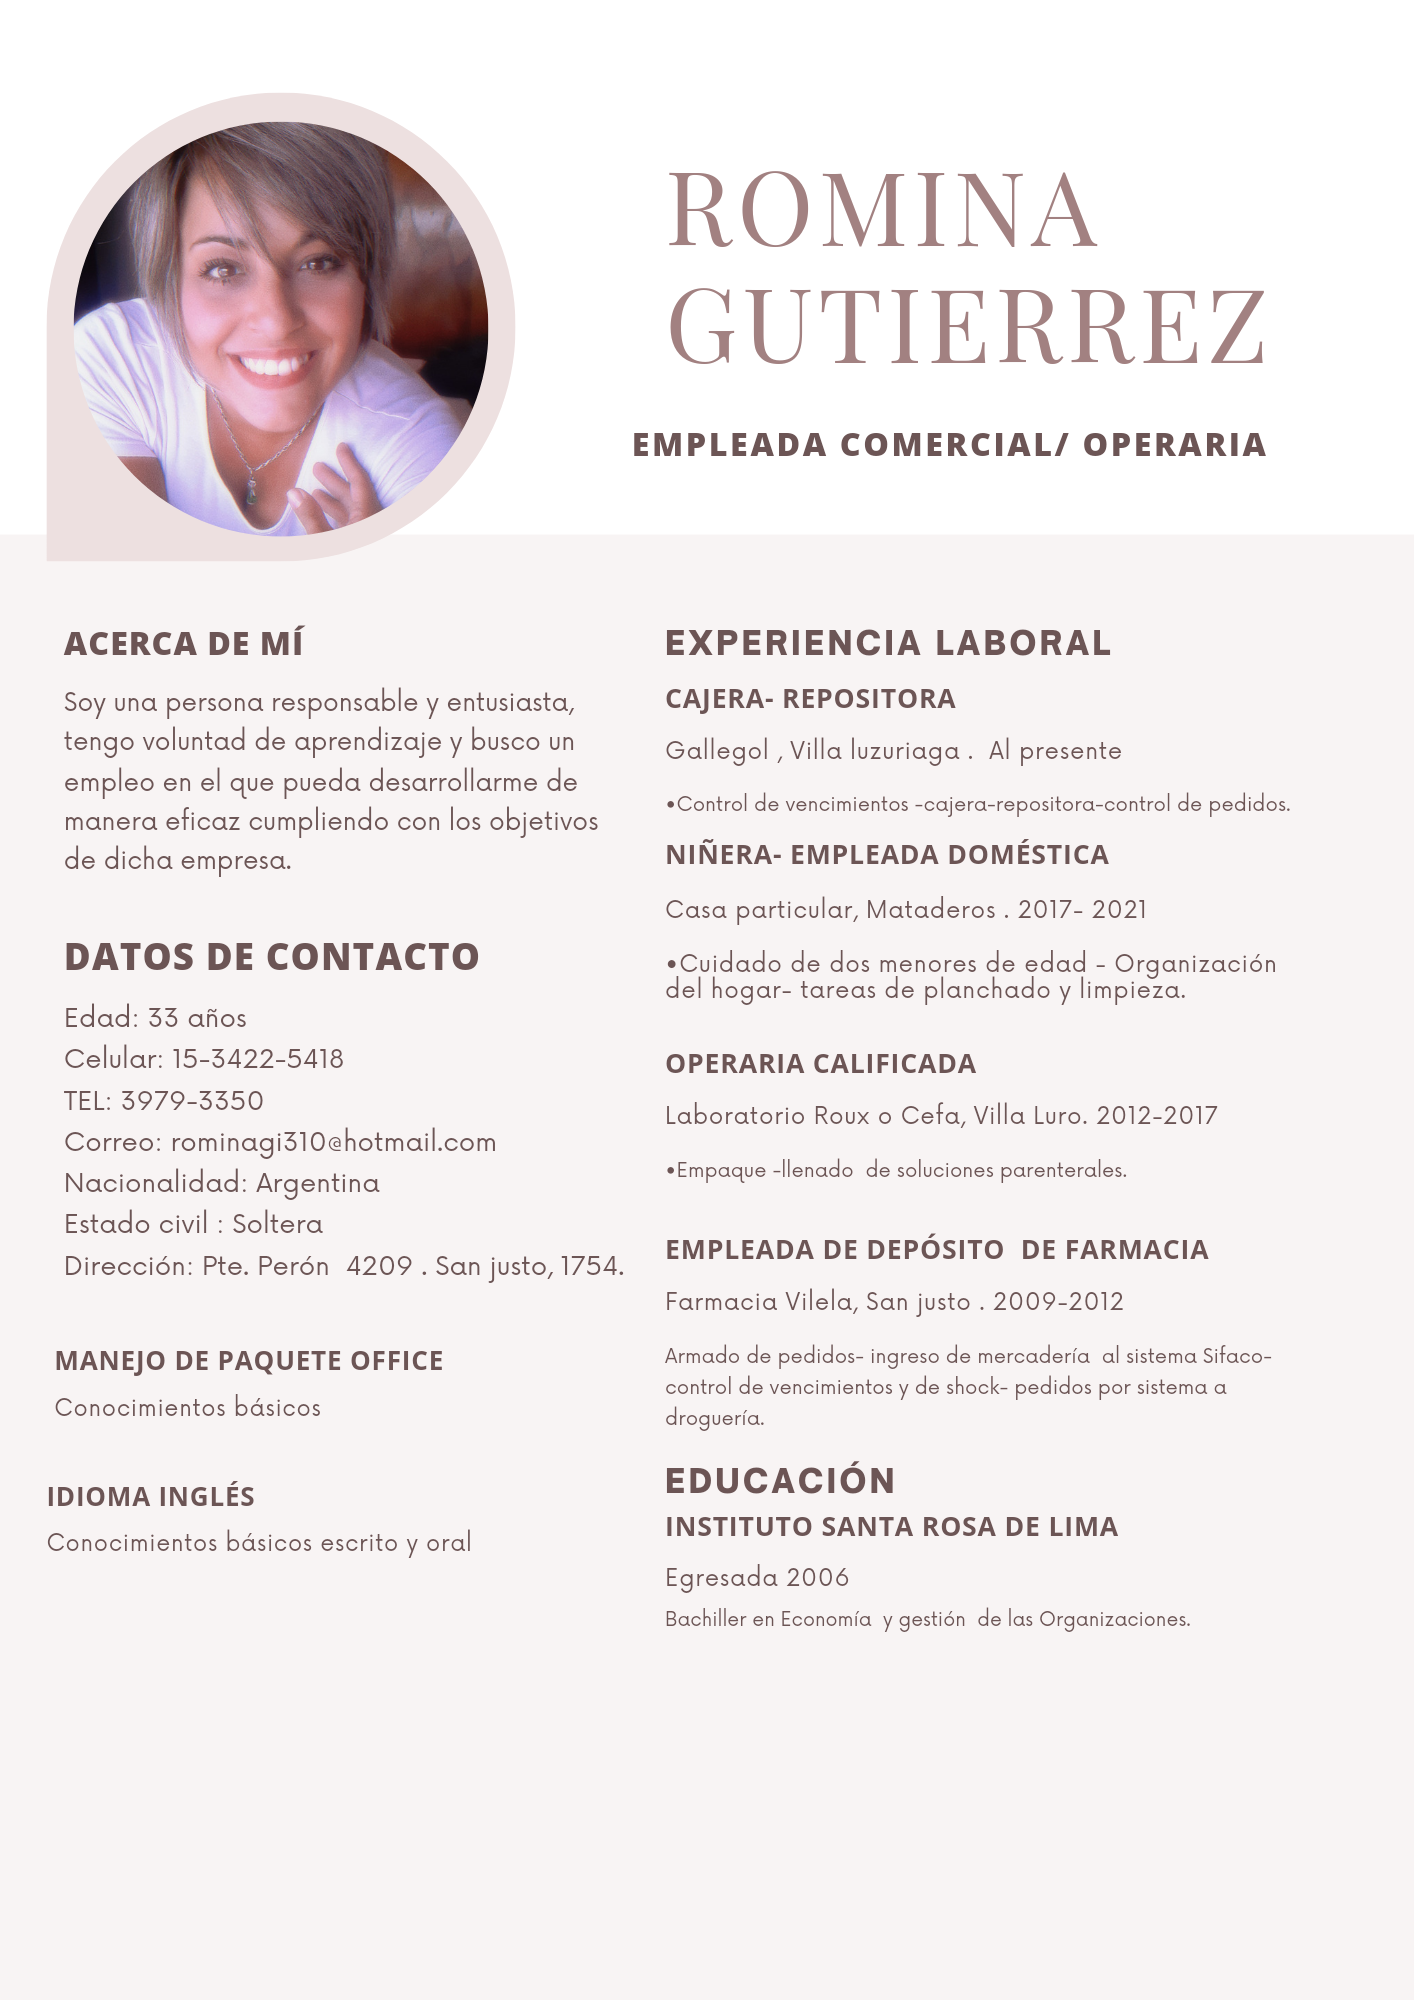 ROMINA
GUTIERREZ
EMPLEADA COMERCIAL/ OPERARIA
ACERCA DE MÍ
Soy una persona responsable y entusiasta,
tengo voluntad de aprendizaje y busco un
empleo en el que pueda desarrollarme de
manera eficaz cumpliendo con los objetivos
de dicha empresa.
DATOS DE CONTACTO
Edad: 33 años
Celular: 15-3422-5418
TEL: 3979-3350
Correo: rominagi310@hotmail.com
Nacionalidad: Argentina
Estado civil : Soltera
Dirección: Pte. Perón  4209 . San justo, 1754.
MANEJO DE PAQUETE OFFICE
Conocimientos básicos
IDIOMA INGLÉS
Conocimientos básicos escrito y oral
EXPERIENCIA LABORAL
CAJERA- REPOSITORA
Gallegol , Villa luzuriaga .  Al presente
•Control de vencimientos -cajera-repositora-control de pedidos.
NIÑERA- EMPLEADA DOMÉSTICA
Casa particular, Mataderos . 2017- 2021
•Cuidado de dos menores de edad - Organización
del hogar- tareas de planchado y limpieza.
OPERARIA CALIFICADA
Laboratorio Roux o Cefa, Villa Luro. 2012-2017
•Empaque -llenado  de soluciones parenterales.
EMPLEADA DE DEPÓSITO  DE FARMACIA
Farmacia Vilela, San justo . 2009-2012
Armado de pedidos- ingreso de mercadería  al sistema Sifaco-
control de vencimientos y de shock- pedidos por sistema a
droguería.
EDUCACIÓN
INSTITUTO SANTA ROSA DE LIMA
Egresada 2006
Bachiller en Economía  y gestión  de las Organizaciones.